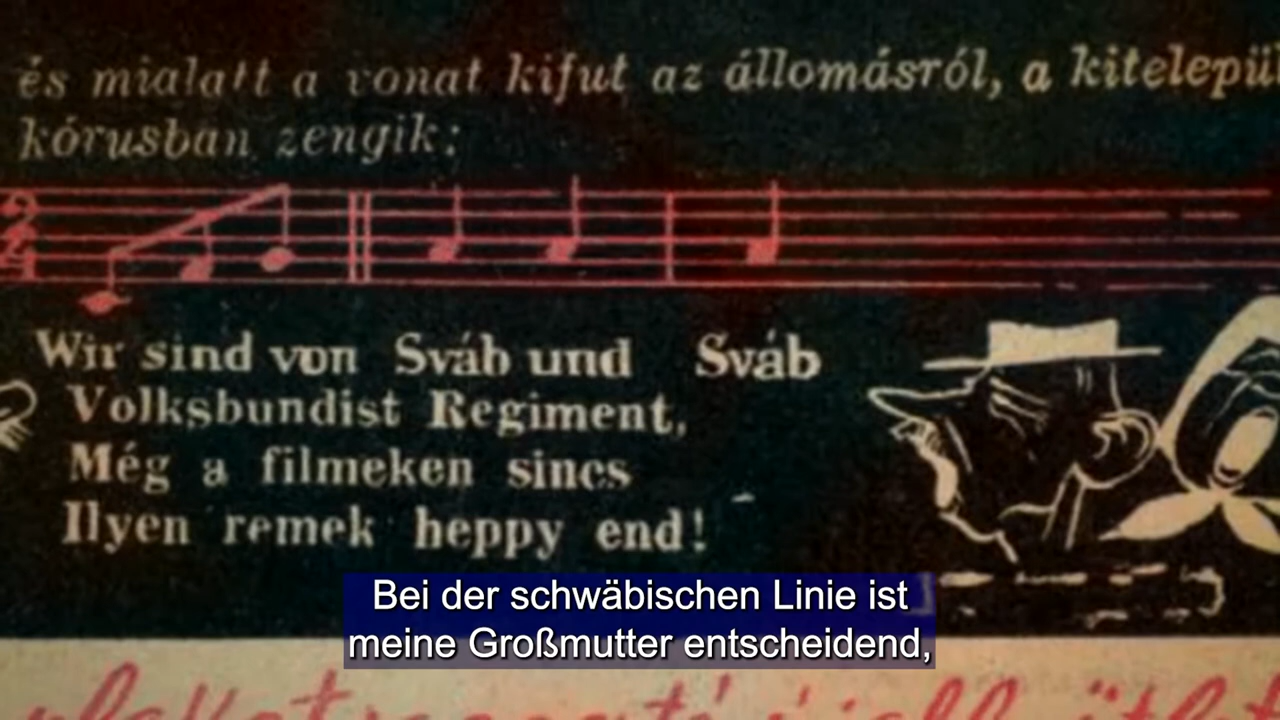 és mialatt a vonat kifut az állomásról, a kitelepü
kórusban zengik:
Wir sind von Sváb und Sváb
Volksbundist Regiment,
Még a filmeken sincs
Ilyen remek heppy end!
Bei der schwäbischen Linie ist
meine Großmutter entscheidend,